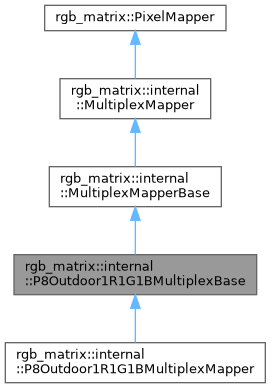 rgb_matrix::PixelMapper
rgb_matrix::internal
::MultiplexMapper
rgb_matrix::internal
::MultiplexMapperBase
rgb_matrix::internal
::P8Outdoor1R1G1BMultiplexBase
rgb_matrix::internal
::P8Outdoor1R1G1BMultiplexMapper